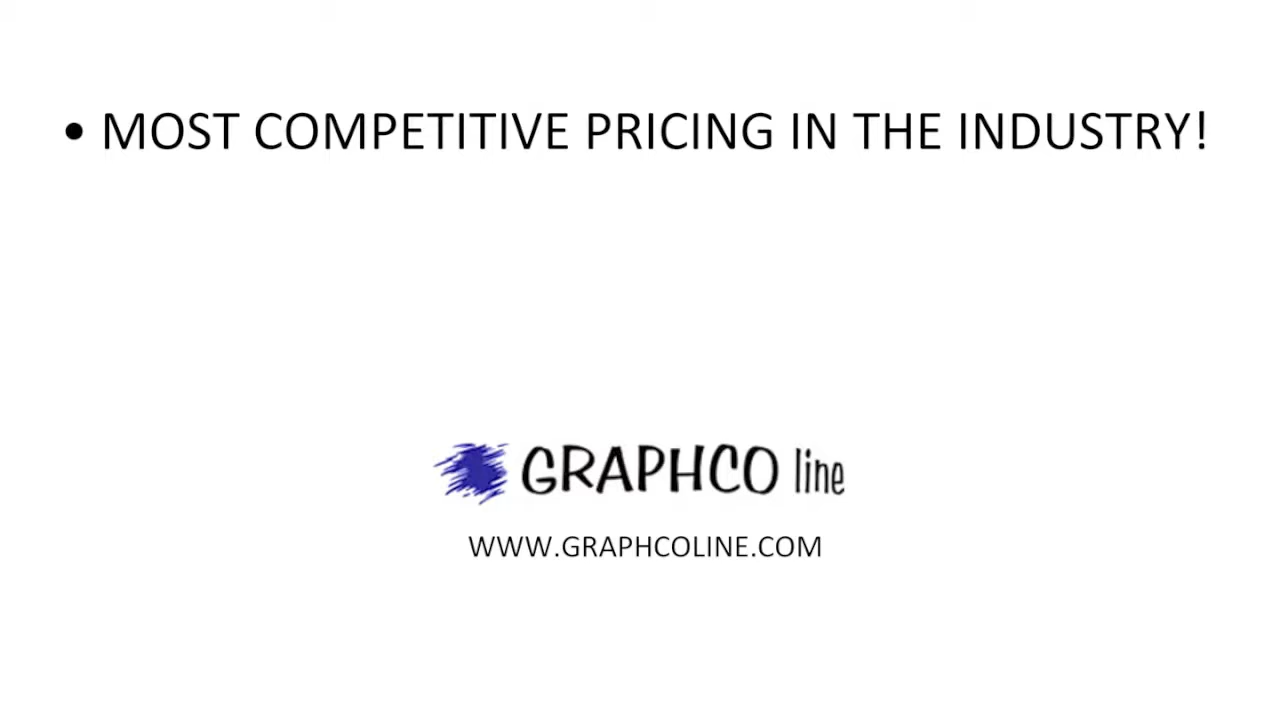 • MOST COMPETITIVE PRICING IN THE INDUSTRY!
GRAPHCO line
WWW.GRAPHCOLINE.COM